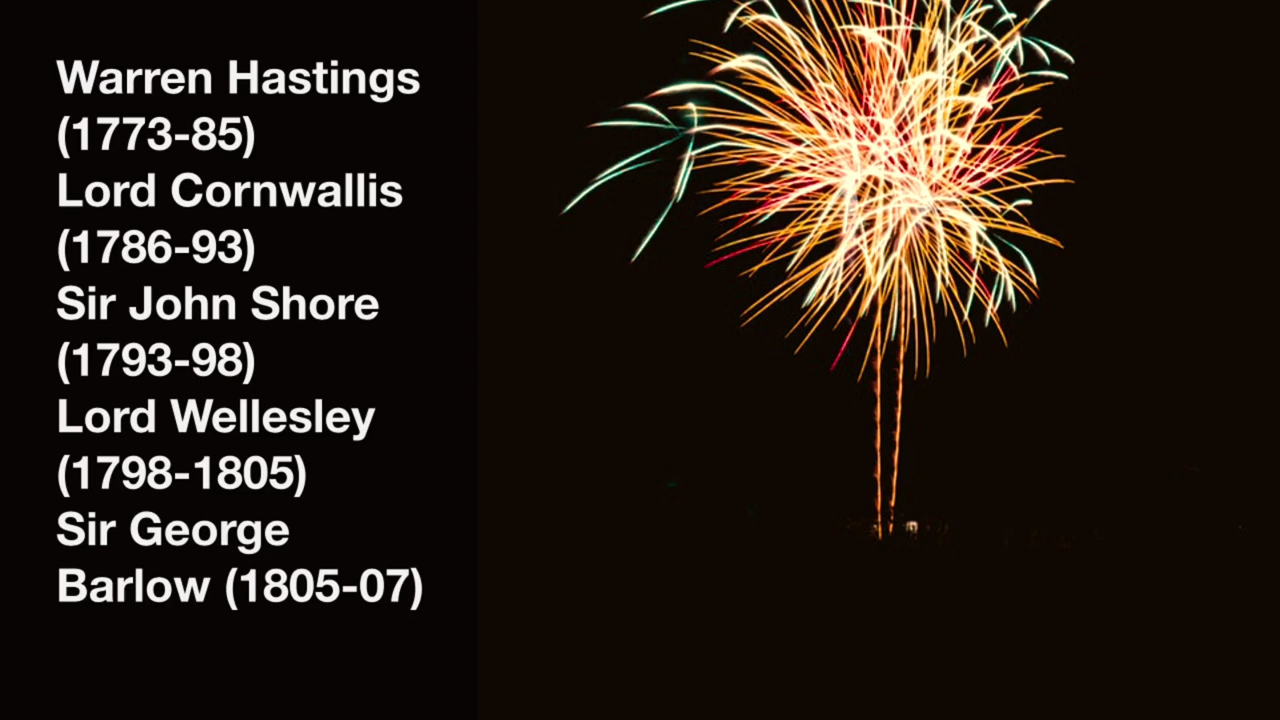 Warren Hastings
(1773-85)
Lord Cornwallis
(1786-93)
Sir John Shore
(1793-98)
Lord Wellesley
(1798-1805)
Sir George
Barlow (1805-07)